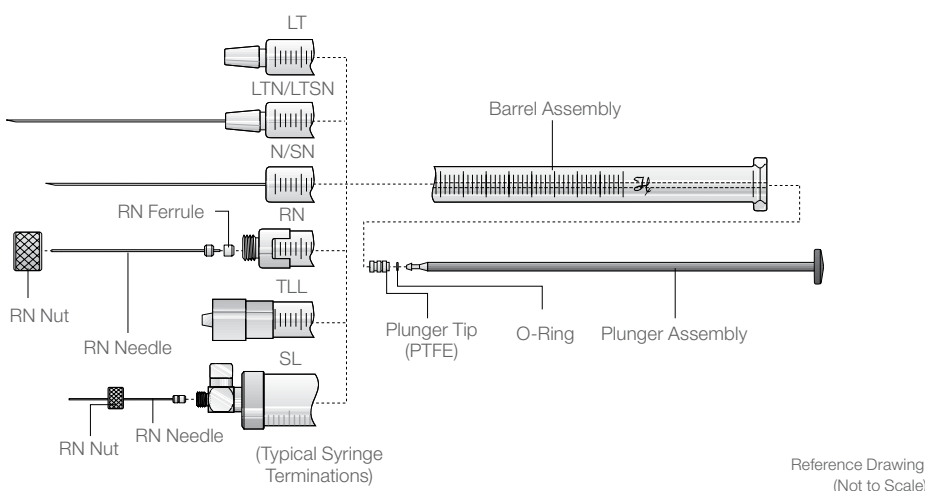 LT
LTN/LTSN
Barrel Assembly
N/SN
RN Ferrule
RN
TLL
RN Nut
RN Needle
Plunger Tip
(PTFE)
O-Ring
Plunger Assembly
SL
RN Nut
RN Needle
(Typical Syringe
Terminations)
Reference Drawing
(Not to Scale)